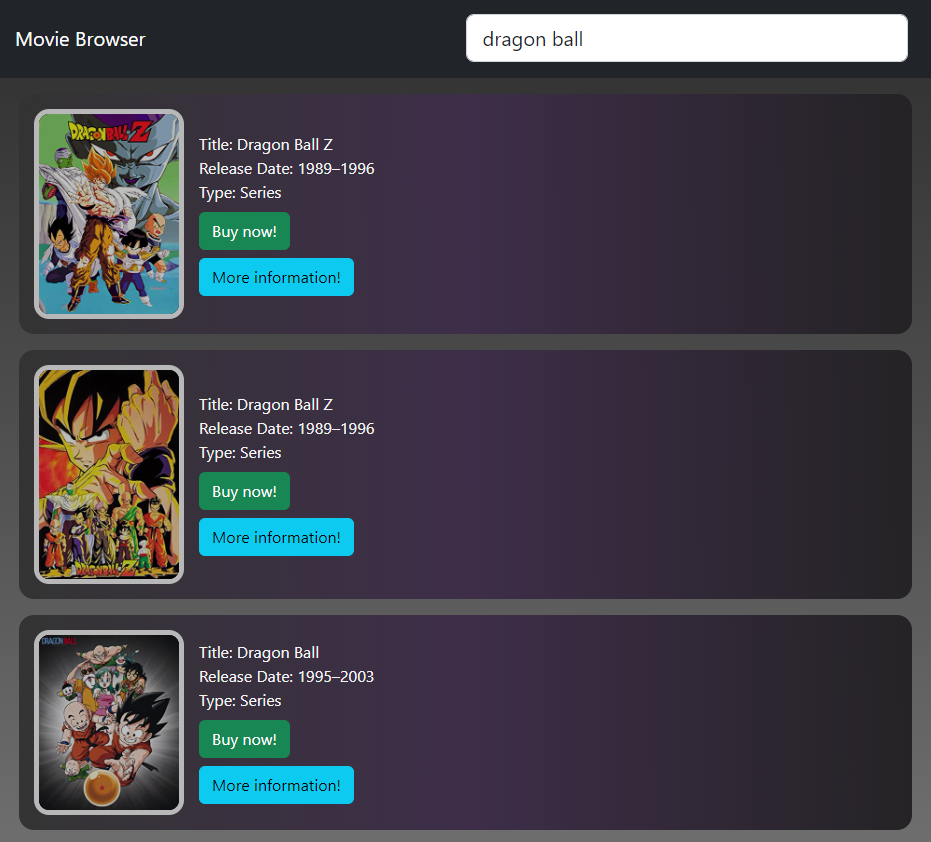 Movie Browser
dragon ball
DRAGON BALL Z
Title: Dragon Ball Z
Release Date: 1989–1996
Type: Series
Buy now!
More information!
Title: Dragon Ball Z
Release Date: 1989–1996
Type: Series
Buy now!
More information!
DRAGON BALL Z
DRAGON BALL
Title: Dragon Ball
Release Date: 1995–2003
Type: Series
Buy now!
More information!